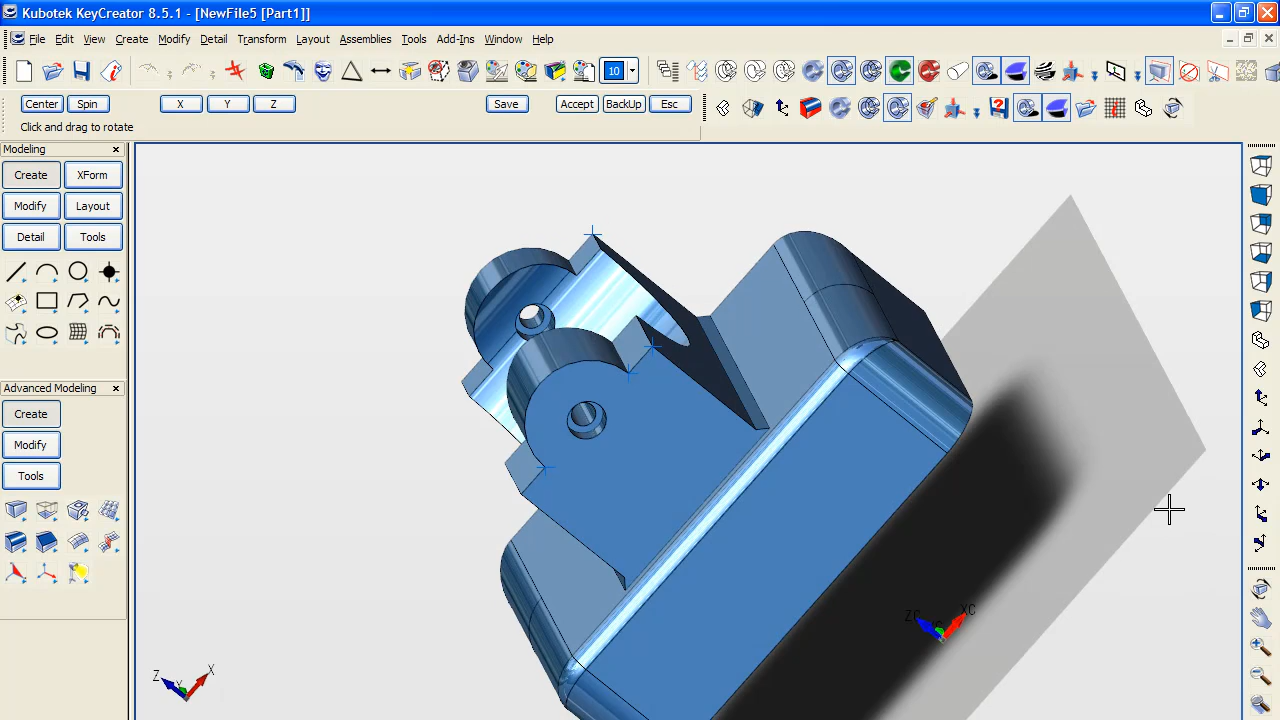 Kubotek KeyCreator 8.5.1 - [NewFile5 [Part1]]
File Edit View Create Modify Detail Transform Layout Assemblies Tools Add-Ins Window Help
10
Center Spin X Y Z Save Accept BackUp Esc
Click and drag to rotate
Modeling
Create XForm
Modify Layout
Detail Tools
Advanced Modeling
Create
Modify
Tools
ZC YC XC
Z Y X